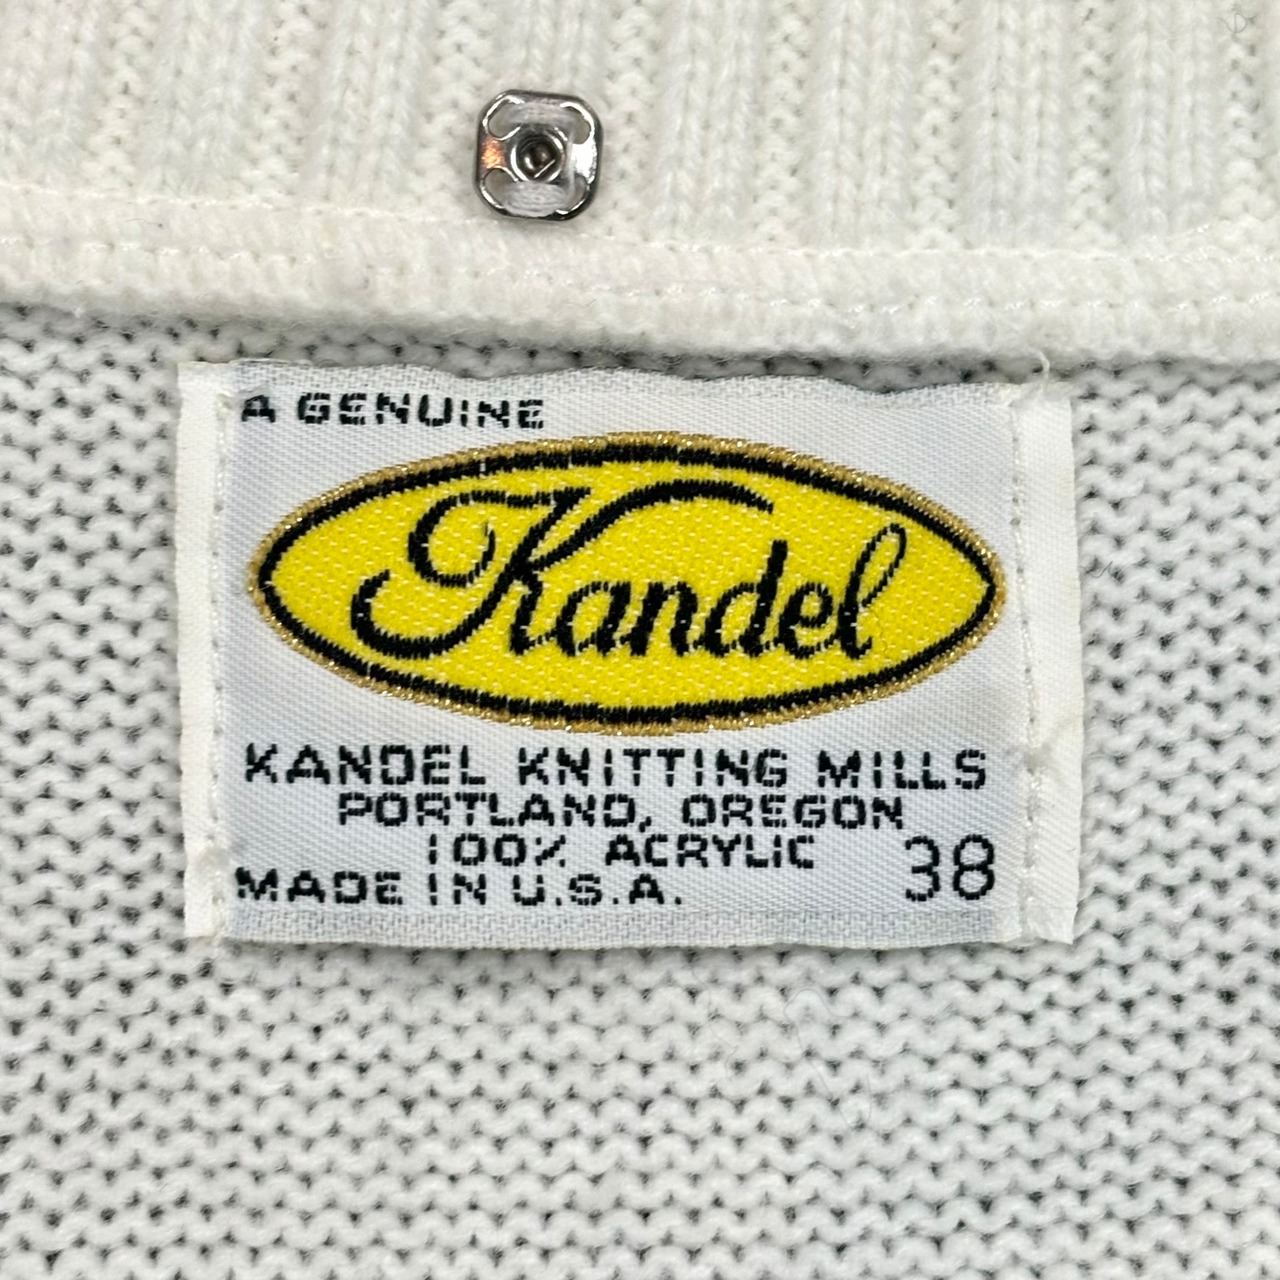 A GENUINE
Kandel
KANDEL KNITTING MILLS
PORTLAND, OREGON
100% ACRYLIC
38
MADE IN U.S.A.